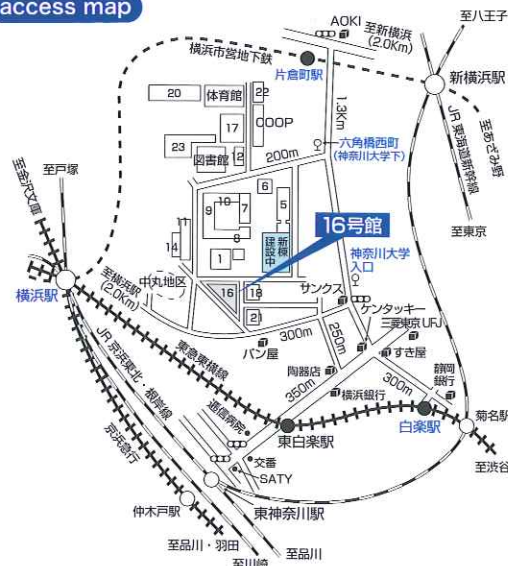 access map
AOKI
至新横浜
(2.0Km)
至八王子
横浜市営地下鉄
片倉町駅
新横浜駅
至あざみ野
JR東海道新幹線
至東京
1.3Km
20
体育館
22
17
COOP
23
図書館
12
200m
六角橋西町
(神奈川大学下)
6
10
7
5
9
8
11
14
1
新棟
建設中
16号館
神奈川大学
入口
至戸塚
至金沢文庫
横浜駅
至横浜駅
(2.0Km)
中丸地区
16
18
21
サンクス
ケンタッキー
三菱東京UFJ
300m
250m
パン屋
すき屋
陶器店
350m
横浜銀行
300m
静岡
銀行
東急東横線
JR京浜東北・根岸線
京浜急行
逓信病院
東白楽駅
白楽駅
菊名駅
至渋谷
交番
SATY
東神奈川駅
仲木戸駅
至品川・羽田
至川崎
至品川